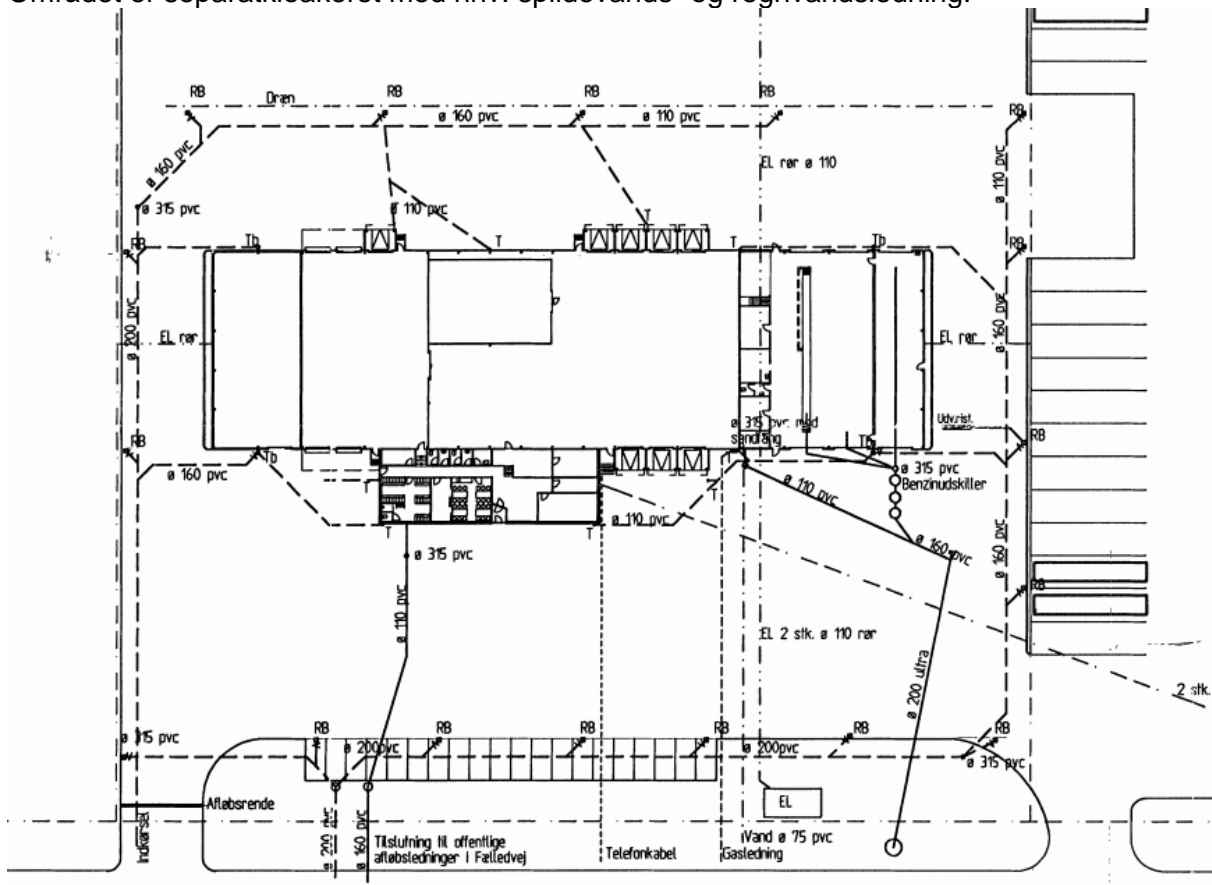 Området er separatkloakeret med hhv. spildevands- og regnvandsledning.
RB
RB
RB
RB
Dræn
RB
ø 160 pvc
ø 110 pvc
ø 160 pvc
EL rør ø 110
ø 110 pvc
ø 315 pvc
ø 110 pvc
T
RB
Tb
T
T
Tb
RB
ø 200 pvc
ø 160 pvc
EL rør
EL rør
ø 315 pvc med
sandfang
Udv.rist.
RB
Tb
Tb
RB
ø 160 pvc
ø 315 pvc
Benzinudskiller
T
ø 110 pvc
T
T
T
ø 110 pvc
ø 315 pvc
ø 160 pvc
ø 160 pvc
RB
ø 110 pvc
EL 2 stk. ø 110 rør
ø 200 ultra
2 stk.
RB
RB
RB
RB
RB
RB
ø 315 pvc
ø 200pvc
ø 200pvc
ø 315 pvc
Afløbsrende
EL
Indkørsel
ø 200 pvc
ø 160 pvc
Tilslutning til offentlige
afløbsledninger i Fælledvej
Telefonkabel
Vand ø 75 pvc
Gasledning